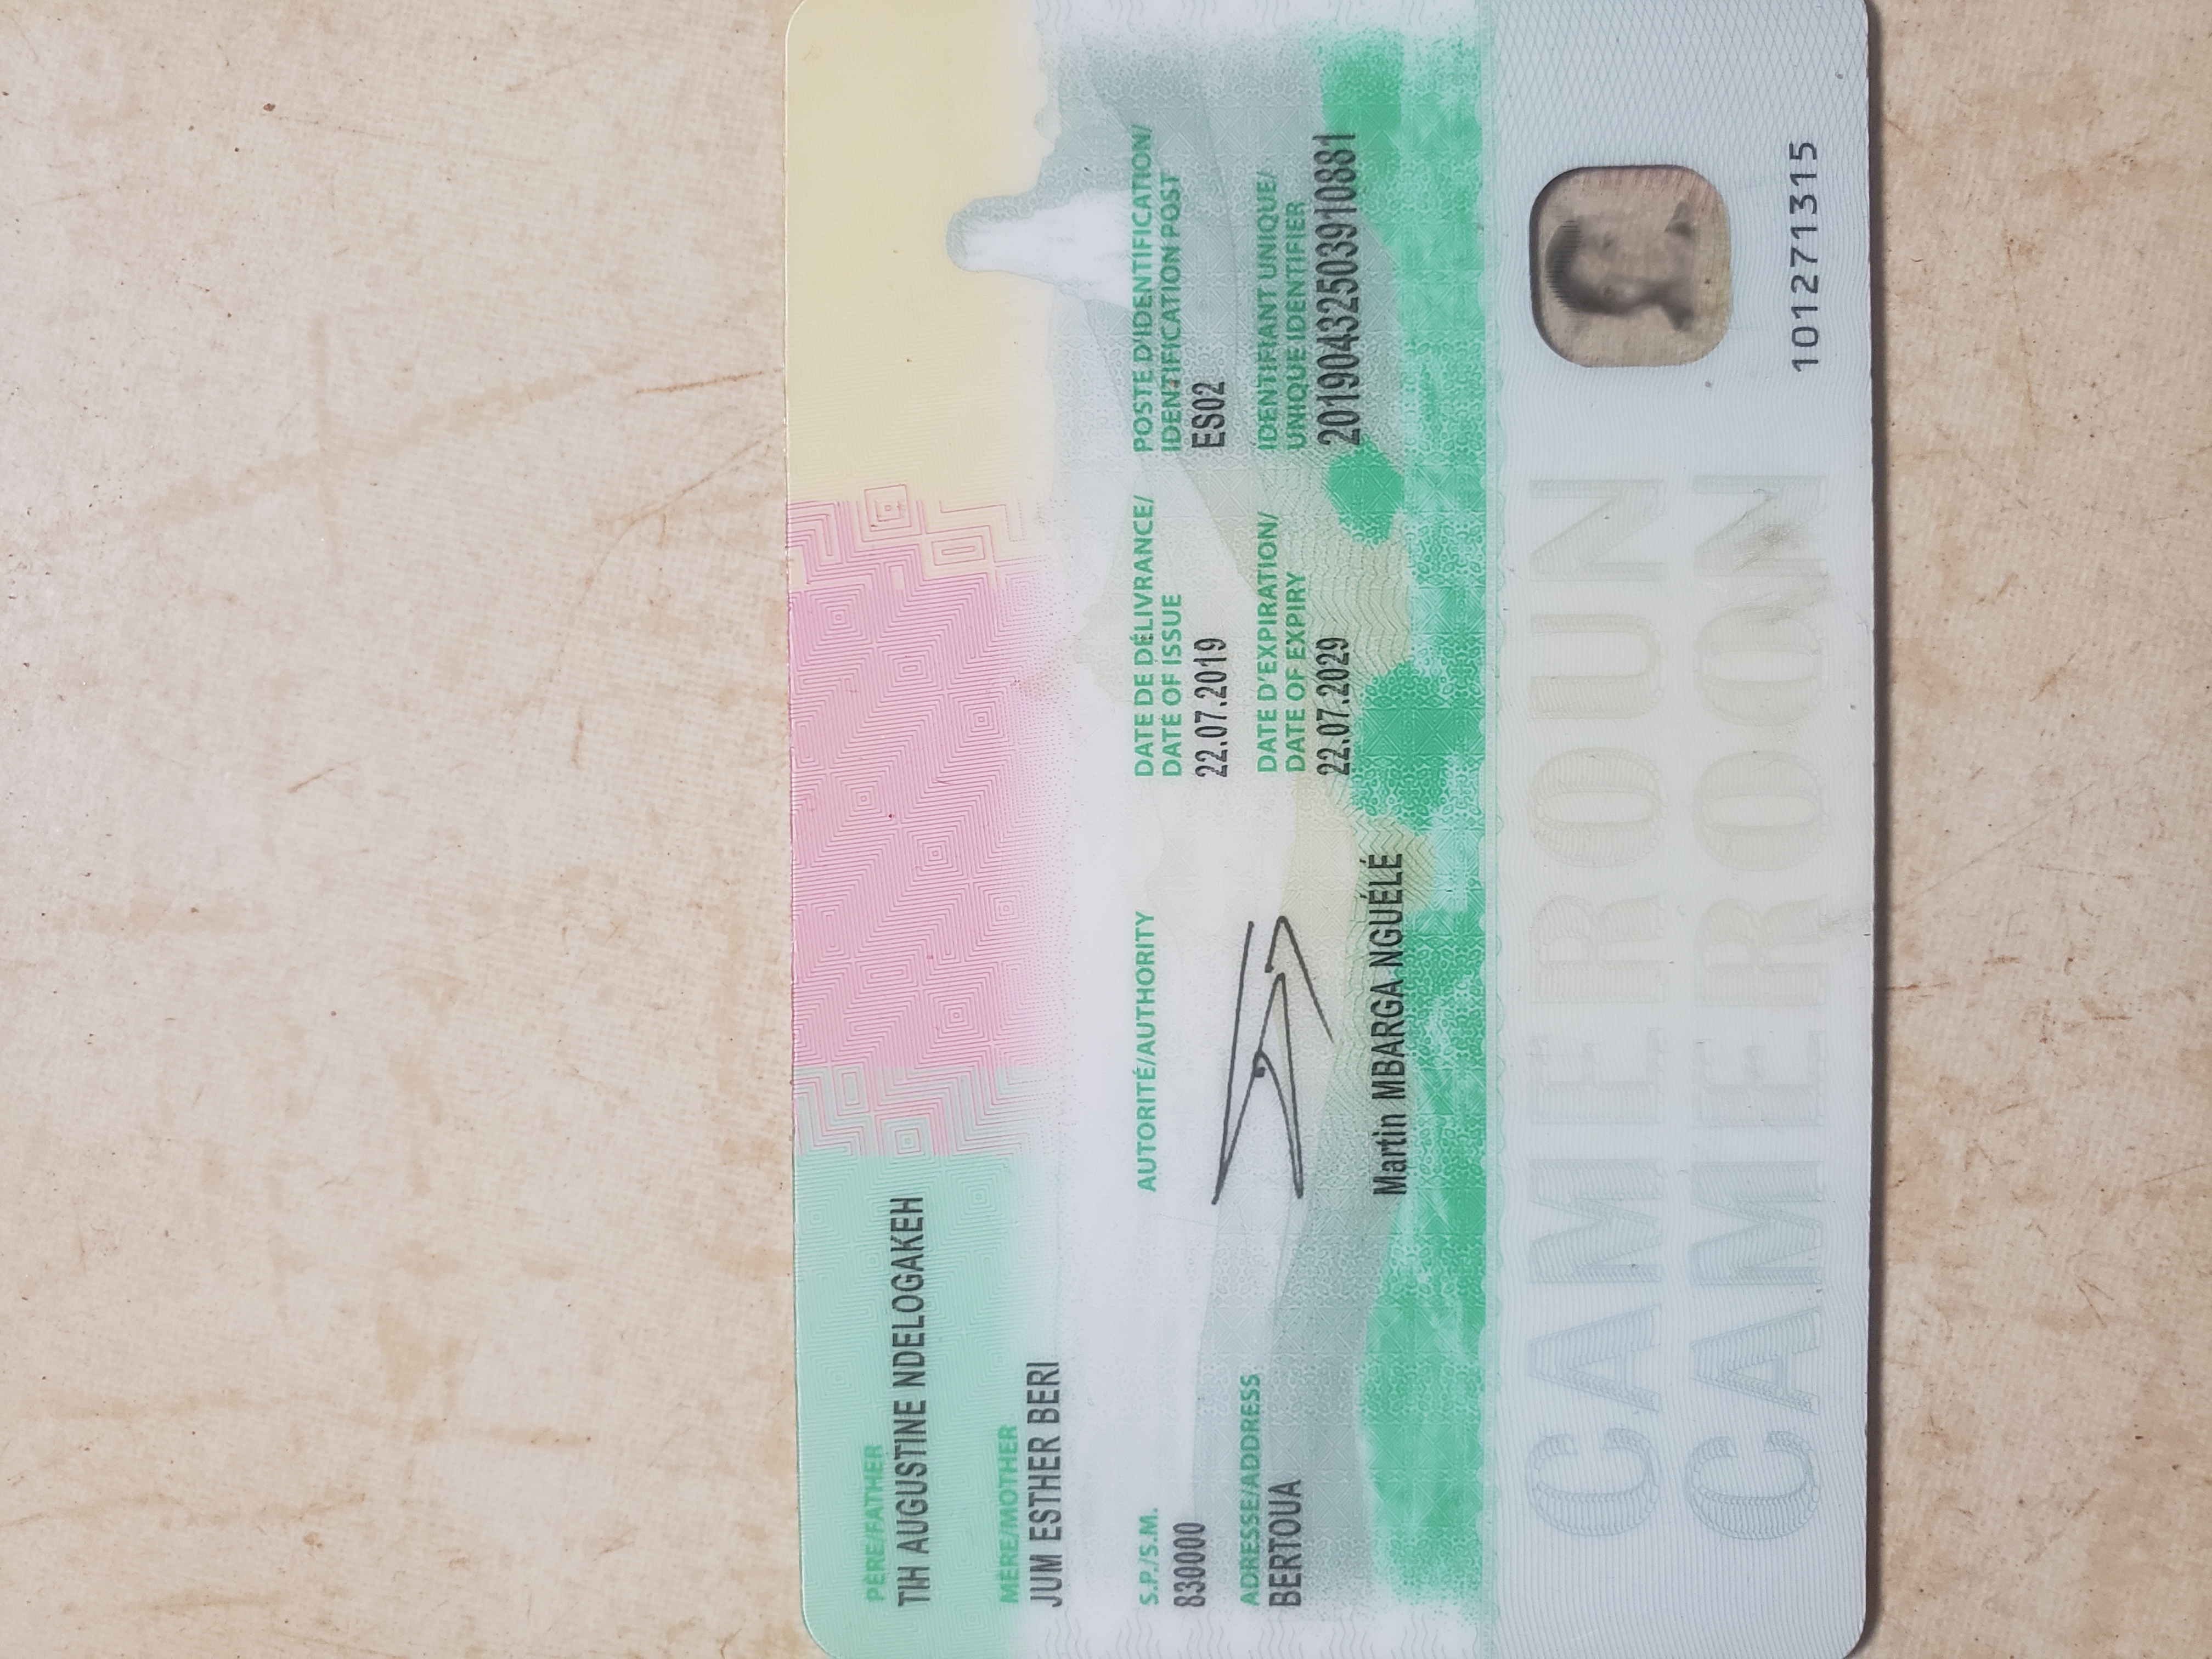 PÈRE/FATHER
TIH AUGUSTINE NDELOGAKEH
MÈRE/MOTHER
JUM ESTHER BERI
S.P./S.M.
830000
ADRESSE/ADDRESS
BERTOUA
AUTORITÉ/AUTHORITY
Martin MBARGA NGUÉLÉ
DATE DE DÉLIVRANCE/
DATE OF ISSUE
22.07.2019
DATE D'EXPIRATION/
DATE OF EXPIRY
22.07.2029
POSTE D'IDENTIFICATION/
IDENTIFICATION POST
ES02
IDENTIFIANT UNIQUE/
UNIQUE IDENTIFIER
20190432503910881
CAMEROUN
CAMEROON
101271315